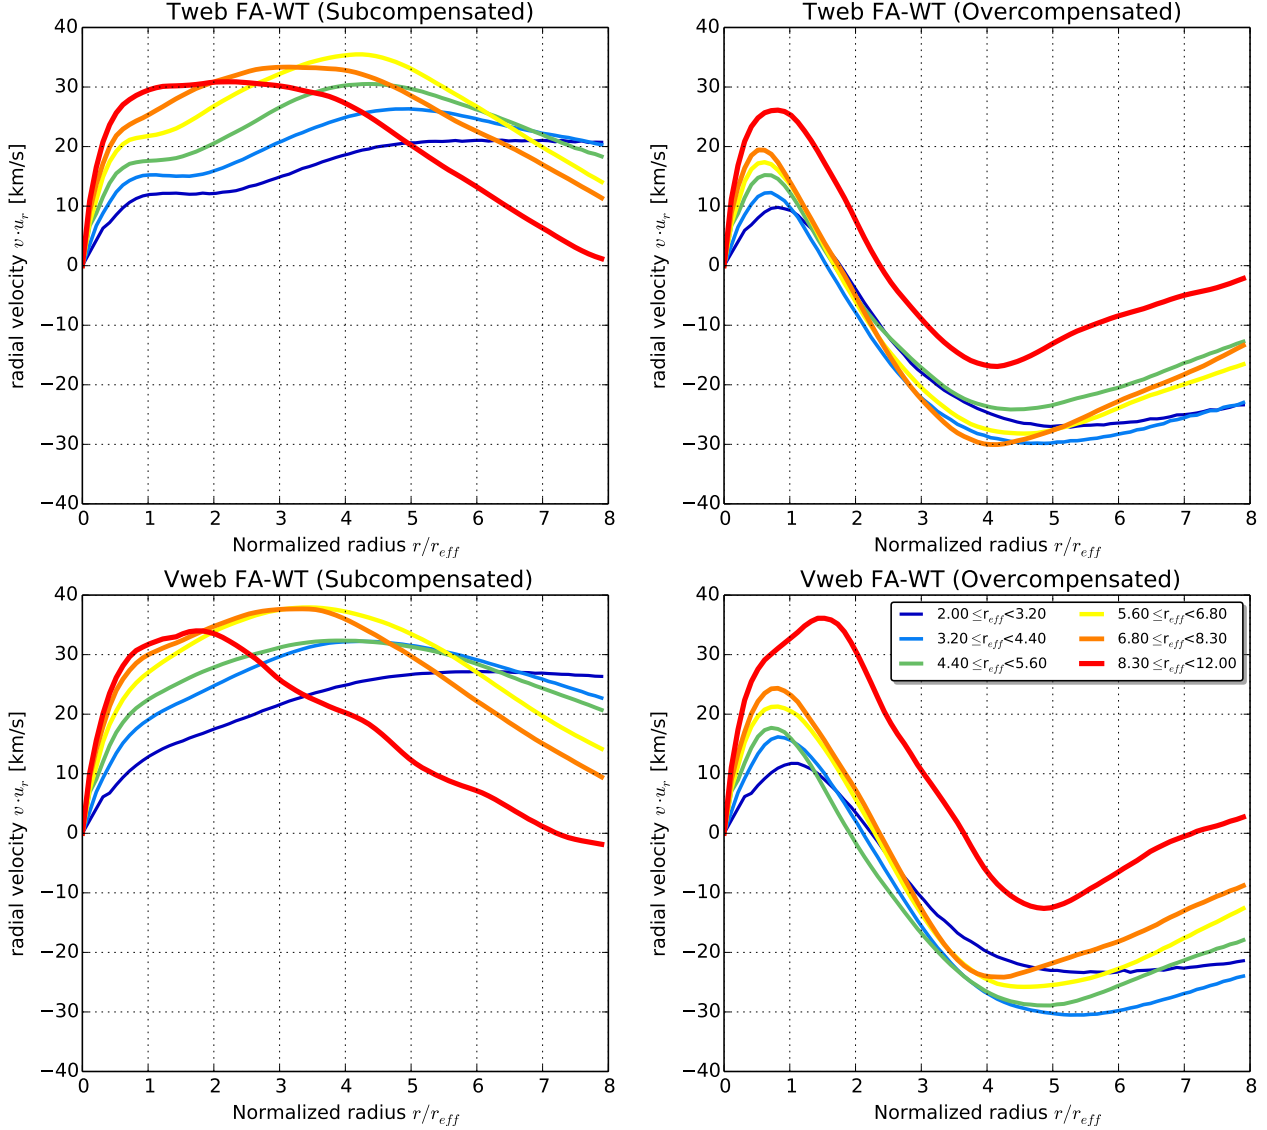 Tweb FA-WT (Subcompensated)
40
30
20
10
0
−10
−20
−30
−40
radial velocity v·u_r [km/s]
0 1 2 3 4 5 6 7 8
Normalized radius r/r_eff
Tweb FA-WT (Overcompensated)
40
30
20
10
0
−10
−20
−30
−40
radial velocity v·u_r [km/s]
0 1 2 3 4 5 6 7 8
Normalized radius r/r_eff
Vweb FA-WT (Subcompensated)
40
30
20
10
0
−10
−20
−30
−40
radial velocity v·u_r [km/s]
0 1 2 3 4 5 6 7 8
Normalized radius r/r_eff
Vweb FA-WT (Overcompensated)
2.00≤r_eff<3.20
3.20≤r_eff<4.40
4.40≤r_eff<5.60
5.60≤r_eff<6.80
6.80≤r_eff<8.30
8.30≤r_eff<12.00
40
30
20
10
0
−10
−20
−30
−40
radial velocity v·u_r [km/s]
0 1 2 3 4 5 6 7 8
Normalized radius r/r_eff